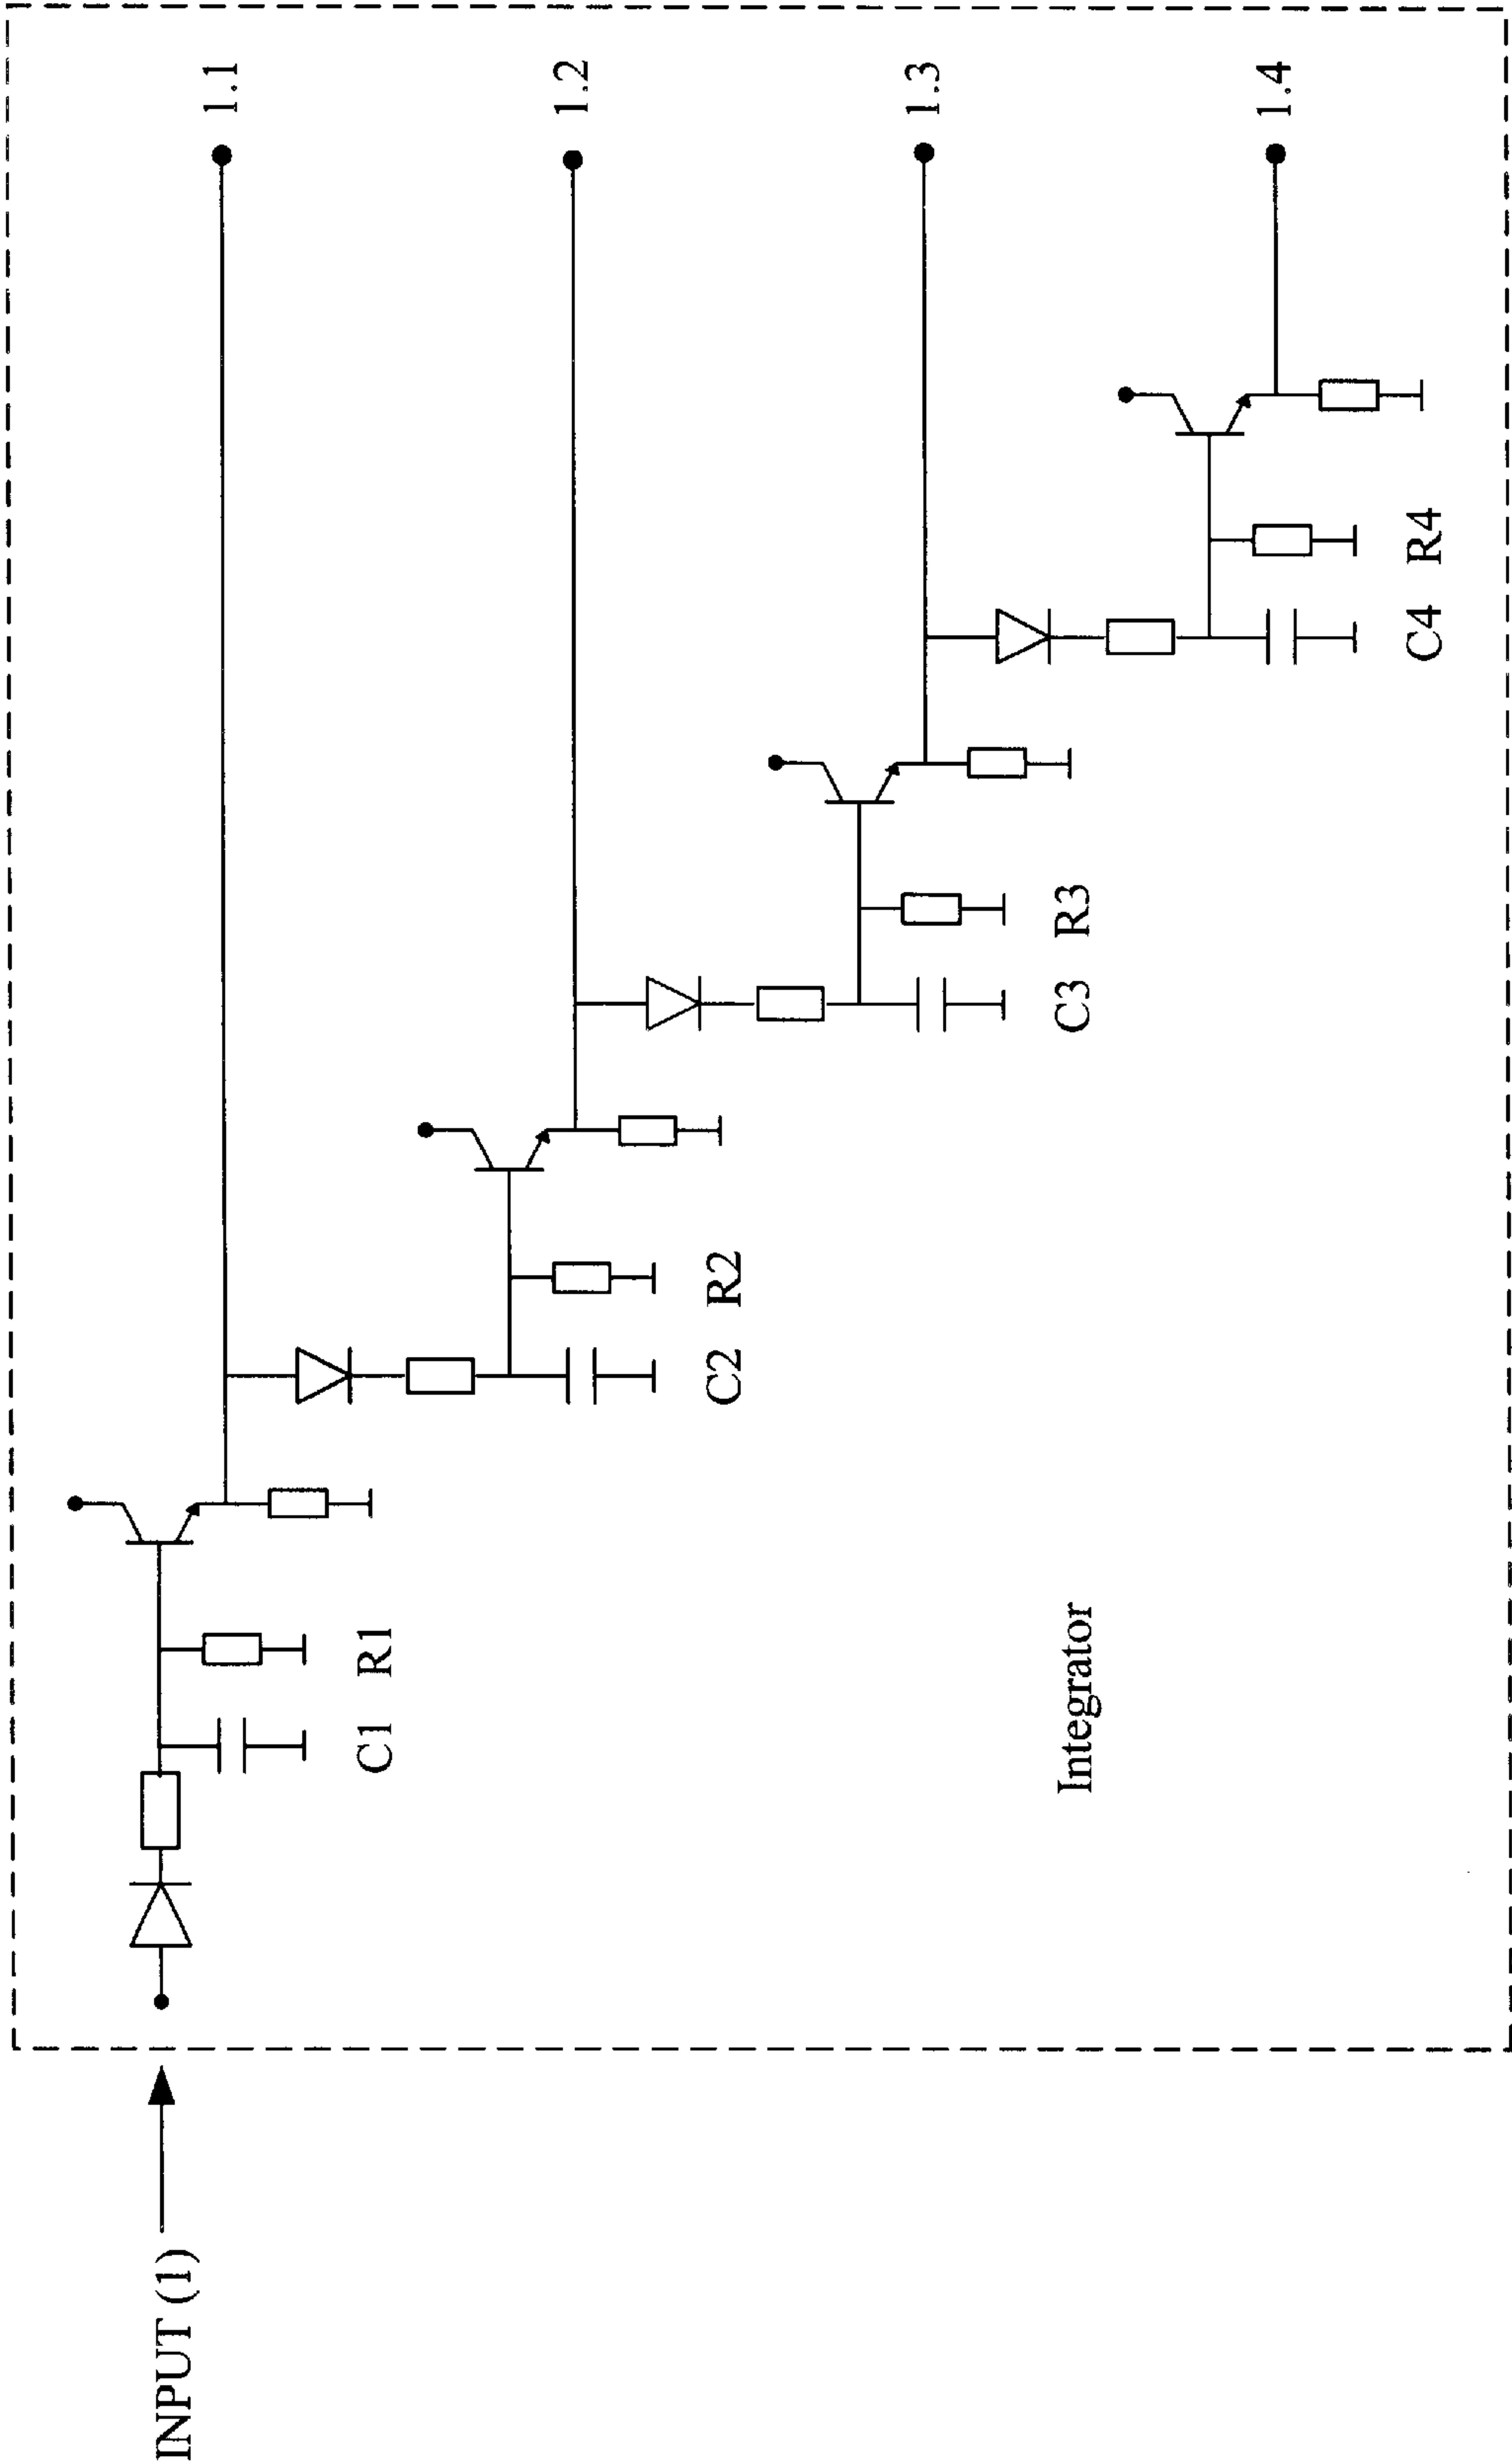 INPUT (1)
1.1
C1 R1
1.2
C2 R2
1.3
C3 R3
1.4
C4 R4
Integrator